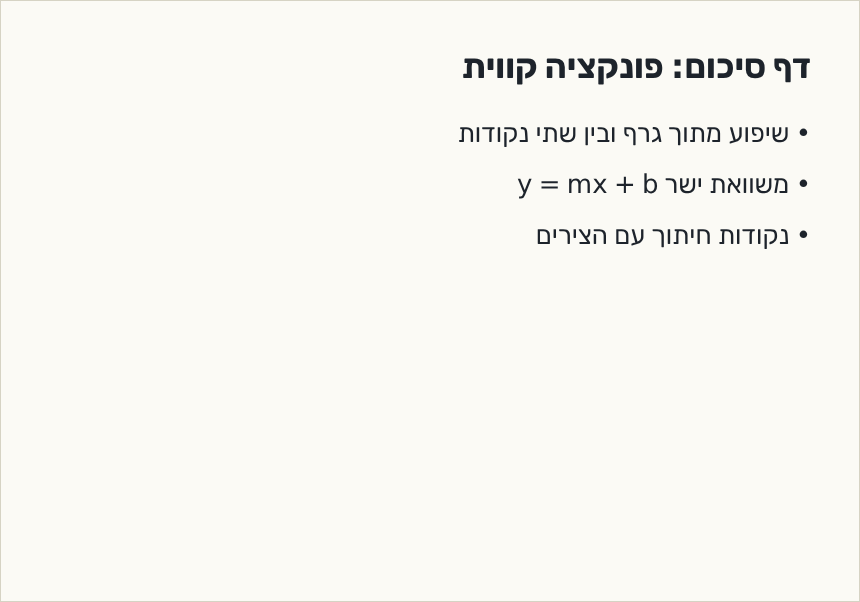 דף סיכום: פונקציה קווית
• שיפוע מתוך גרף ובין שתי נקודות
• משוואת ישר y = mx + b
• נקודות חיתוך עם הצירים